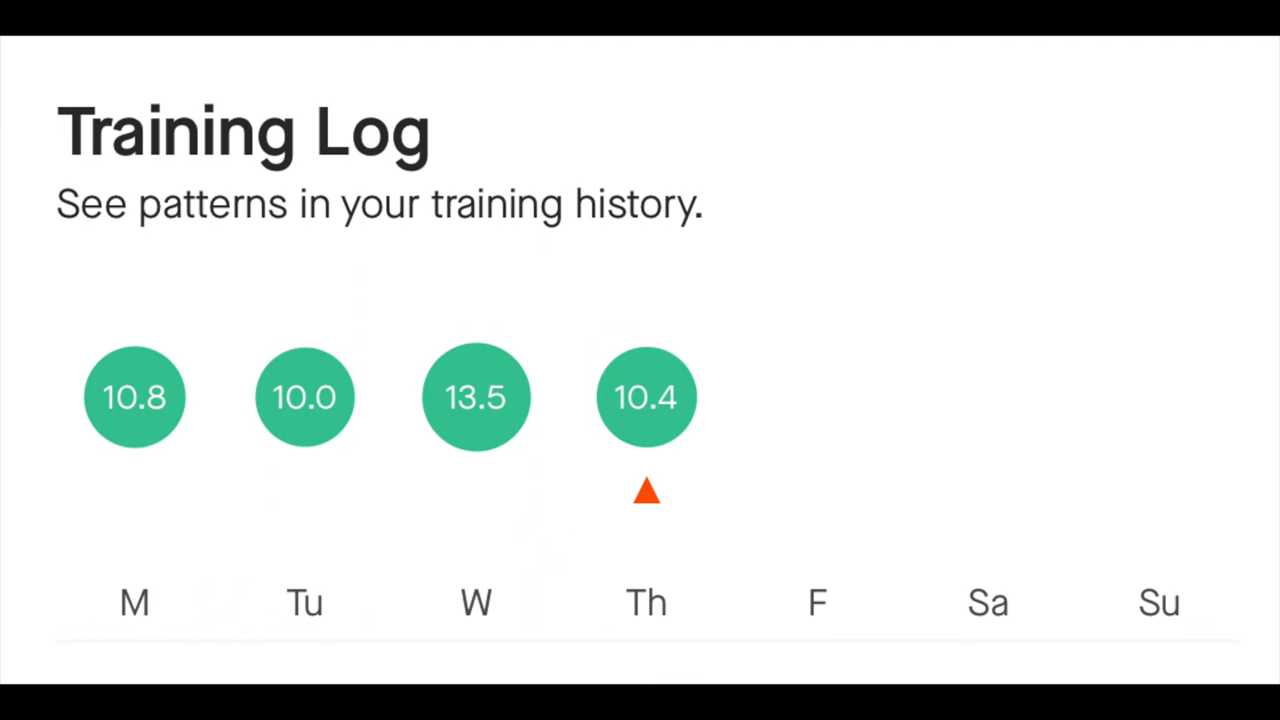 Training Log
See patterns in your training history.
10.8 10.0 13.5 10.4
M Tu W Th F Sa Su